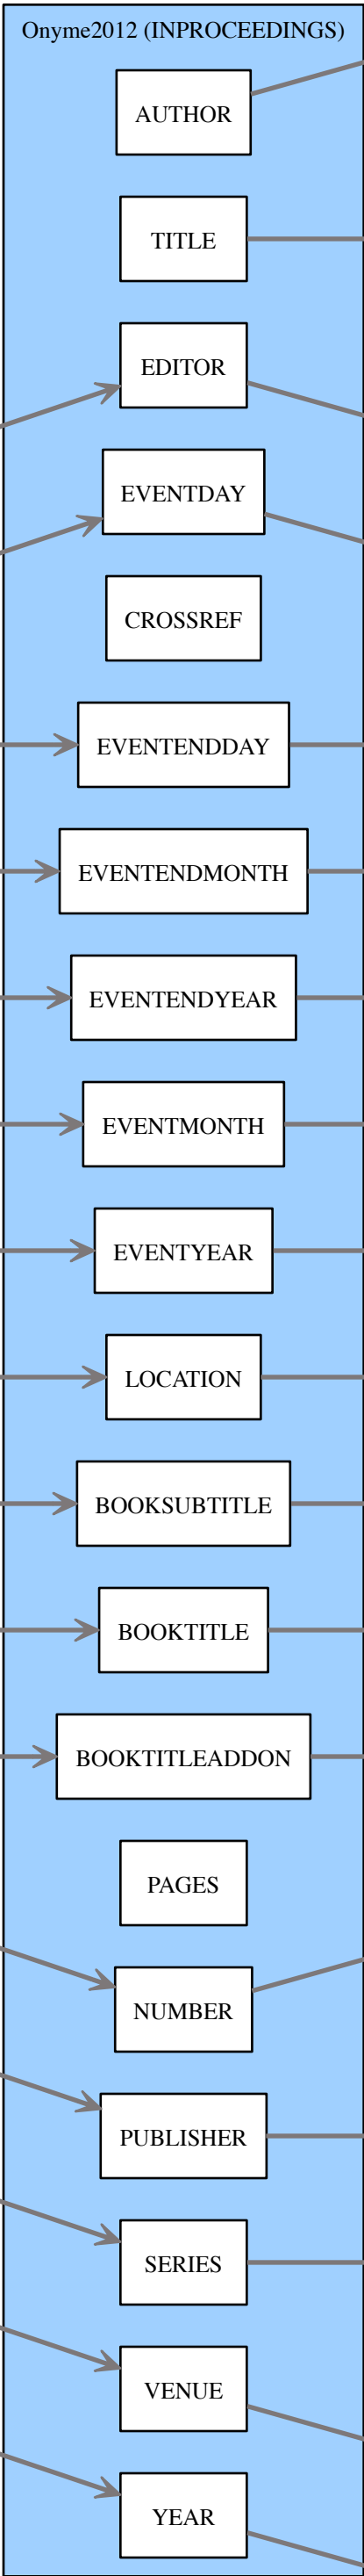 Onyme2012 (INPROCEEDINGS)
AUTHOR
TITLE
EDITOR
EVENTDAY
CROSSREF
EVENTENDDAY
EVENTENDMONTH
EVENTENDYEAR
EVENTMONTH
EVENTYEAR
LOCATION
BOOKSUBTITLE
BOOKTITLE
BOOKTITLEADDON
PAGES
NUMBER
PUBLISHER
SERIES
VENUE
YEAR